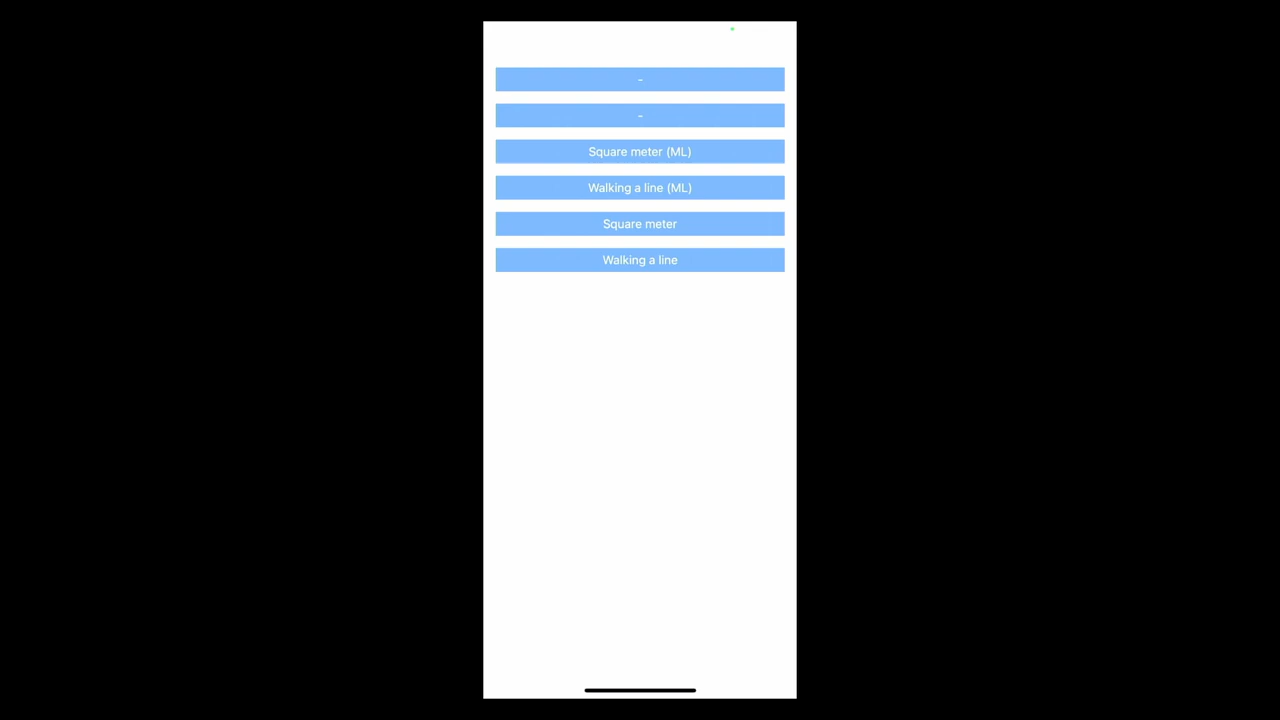 -
-
Square meter (ML)
Walking a line (ML)
Square meter
Walking a line